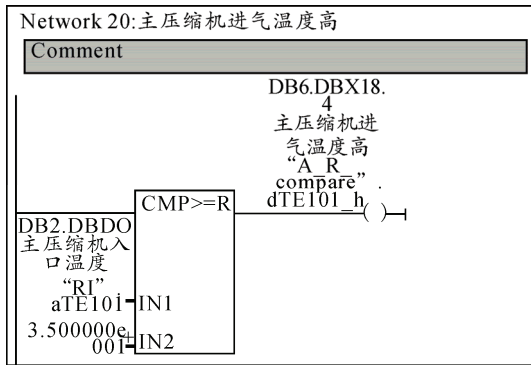 Network 20:主压缩机进气温度高
Comment
DB6.DBX18.
4
主压缩机进
气温度高
“A_R_
compare”.
dTE101_h
( )
CMP>=R
DB2.DBDO
主压缩机入
口温度
“RI”
aTE101
IN1
3.500000e+
001
IN2